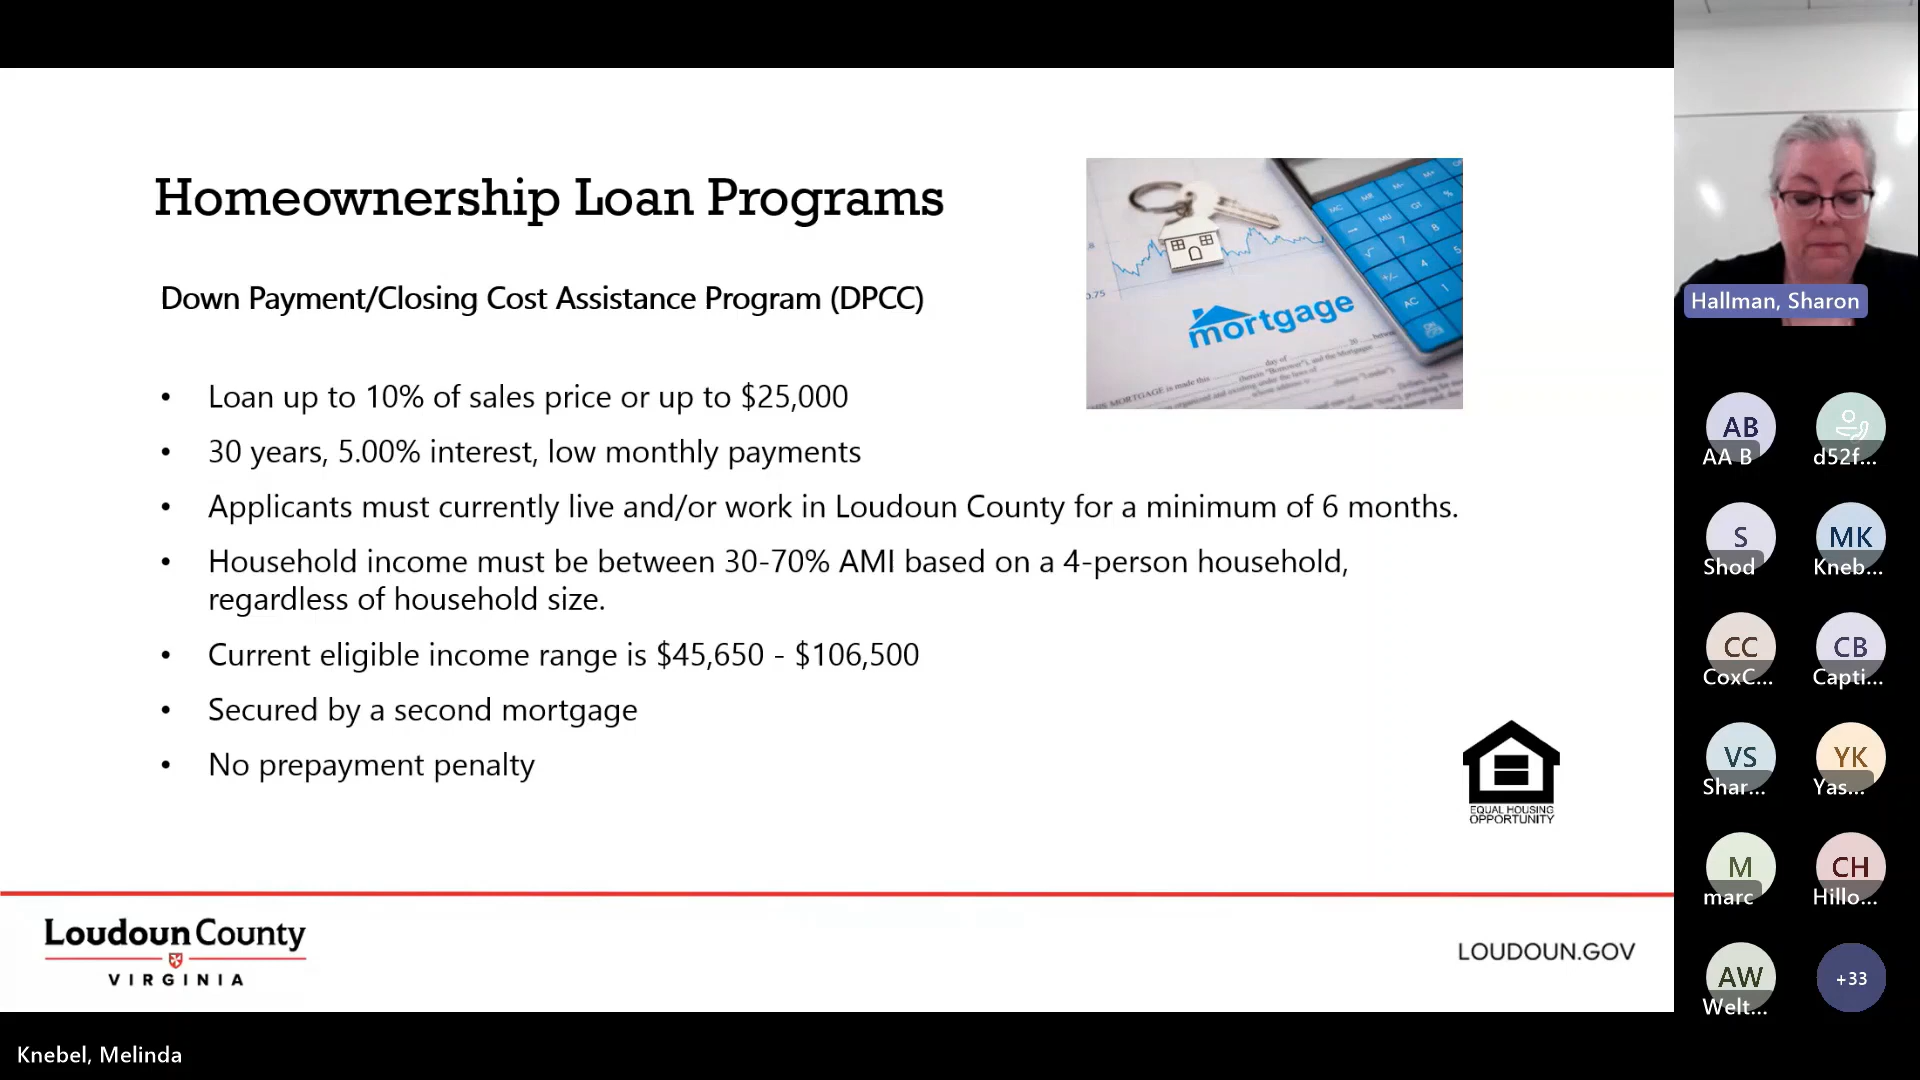 Homeownership Loan Programs
Down Payment/Closing Cost Assistance Program (DPCC)
• Loan up to 10% of sales price or up to $25,000
• 30 years, 5.00% interest, low monthly payments
• Applicants must currently live and/or work in Loudoun County for a minimum of 6 months.
• Household income must be between 30-70% AMI based on a 4-person household,
regardless of household size.
• Current eligible income range is $45,650 - $106,500
• Secured by a second mortgage
• No prepayment penalty
mortgage
EQUAL HOUSING
OPPORTUNITY
Loudoun County
VIRGINIA
LOUDOUN.GOV
Knebel, Melinda
Hallman, Sharon
AB
AA B
d52f...
S
Shod
MK
Kneb...
CC
CoxC...
CB
Capti...
VS
Shar...
YK
Yas...
M
marc
CH
Hillo...
AW
Welt...
+33